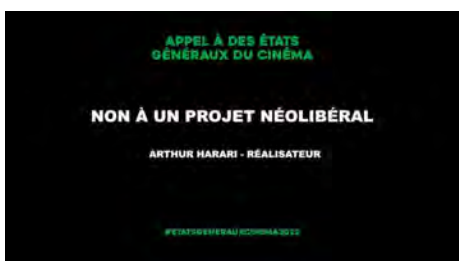 APPEL À DES ÉTATS
GÉNÉRAUX DU CINÉMA
NON À UN PROJET NÉOLIBÉRAL
ARTHUR HARARI - RÉALISATEUR
#ETATSGENERAUXCINEMA2022